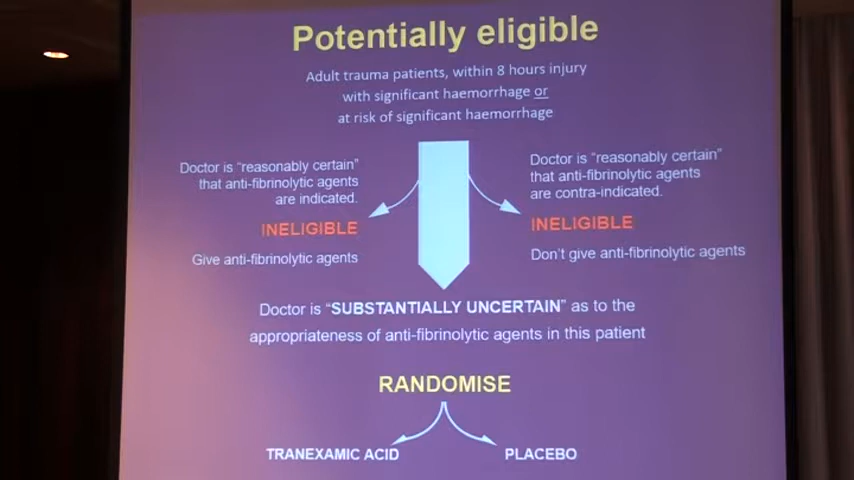 Potentially eligible
Adult trauma patients, within 8 hours injury
with significant haemorrhage or
at risk of significant haemorrhage
Doctor is “reasonably certain”
that anti-fibrinolytic agents
are indicated.
INELIGIBLE
Give anti-fibrinolytic agents
Doctor is “reasonably certain”
that anti-fibrinolytic agents
are contra-indicated.
INELIGIBLE
Don’t give anti-fibrinolytic agents
Doctor is “SUBSTANTIALLY UNCERTAIN” as to the
appropriateness of anti-fibrinolytic agents in this patient
RANDOMISE
TRANEXAMIC ACID
PLACEBO